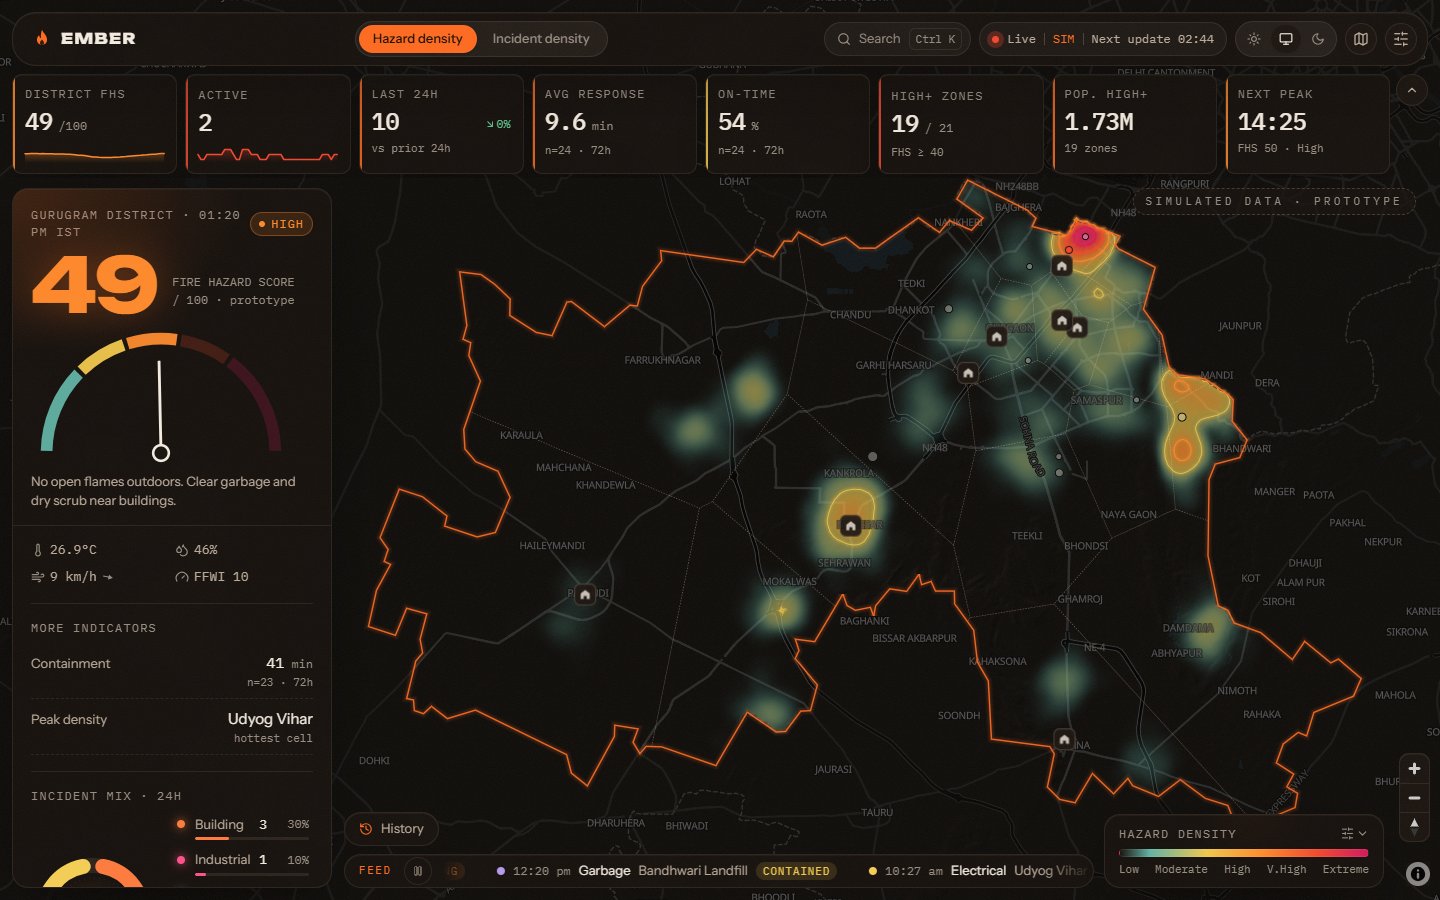 EMBER
Hazard density
Incident density
Search Ctrl K
Live | SIM | Next update 02:44
DISTRICT FHS
49 /100
ACTIVE
2
LAST 24H
10
↘0%
vs prior 24h
AVG RESPONSE
9.6 min
n=24 · 72h
ON-TIME
54 %
n=24 · 72h
HIGH+ ZONES
19 / 21
FHS ≥ 40
POP. HIGH+
1.73M
19 zones
NEXT PEAK
14:25
FHS 50 · High
SIMULATED DATA · PROTOTYPE
GURUGRAM DISTRICT · 01:20
PM IST
HIGH
49
FIRE HAZARD SCORE
/ 100 · prototype
No open flames outdoors. Clear garbage and
dry scrub near buildings.
26.9°C
46%
9 km/h →
FFWI 10
MORE INDICATORS
Containment
41 min
n=23 · 72h
Peak density
Udyog Vihar
hottest cell
INCIDENT MIX · 24H
Building 3 30%
Industrial 1 10%
DELHI CANTONMENT
LOHAT
NH248BB
RANGPURI
BAJGHERA
NH48
RAOTA
NANKHERI
TEDKI
CHANDU
DHANKOT
JAUNPUR
FARRUKHNAGAR
GARHI HARSARU
MANDI
DERA
SAMASPUR
KARAULA
SOHNA ROAD
NH48
BHANDWARI
MAHCHANA
KANKROLA
KHANDEWLA
MANGER
PAOTA
NAYA GAON
PAKHAL
TEEKLI
NEKPUR
HAILEYMANDI
BHONDSI
SEHRAWAN
DHAUJI
MOKALWAS
KOT
ALAM PUR
GHAMROJ
SIROHI
BAGHANKI
DAMDAMA
SIKRONA
BISSAR AKBARPUR
NE-4
ABHYAPUR
KAHAKSONA
NIMOTH
MAHOLA
SOONDH
RAHAKA
DOHKI
JAURASI
TAURU
DHARUHERA
BHIWADI
BHOODLI
History
FEED
12:20 pm Garbage Bandhwari Landfill CONTAINED
10:27 am Electrical Udyog Vihar
HAZARD DENSITY
Low Moderate High V.High Extreme